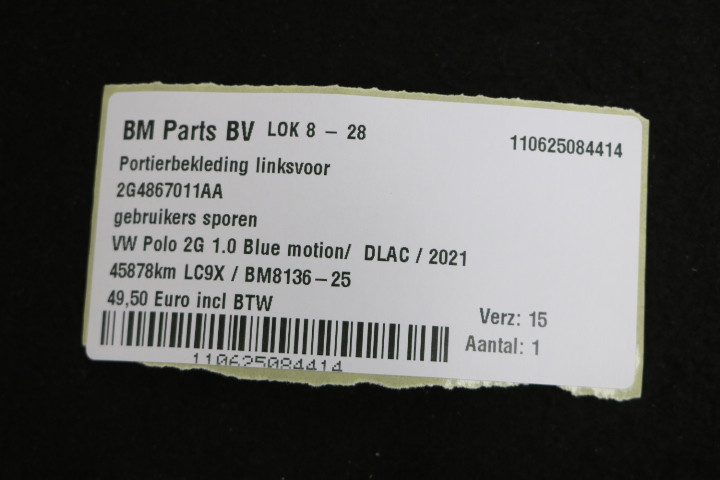 BM Parts BV LOK 8 - 28
110625084414
Portierbekleding linksvoor
2G4867011AA
gebruikers sporen
VW Polo 2G 1.0 Blue motion/ DLAC / 2021
45878km LC9X / BM8136-25
49,50 Euro incl BTW
Verz: 15
Aantal: 1
110625084414